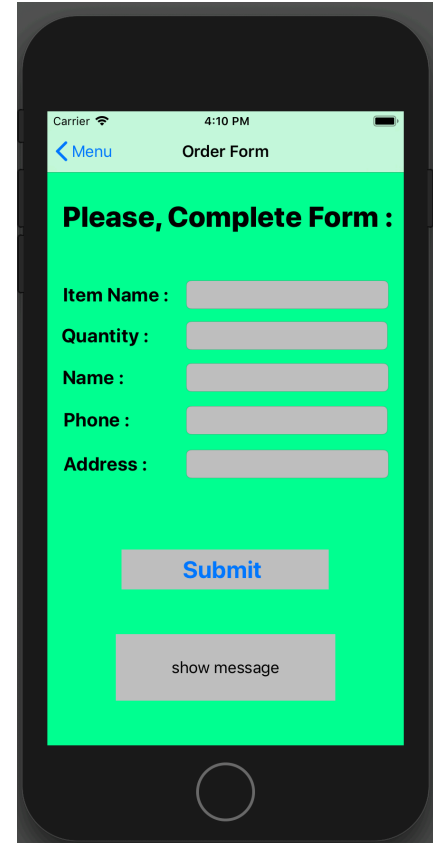 Carrier 4:10 PM
Menu Order Form
Please, Complete Form :
Item Name :
Quantity :
Name :
Phone :
Address :
Submit
show message